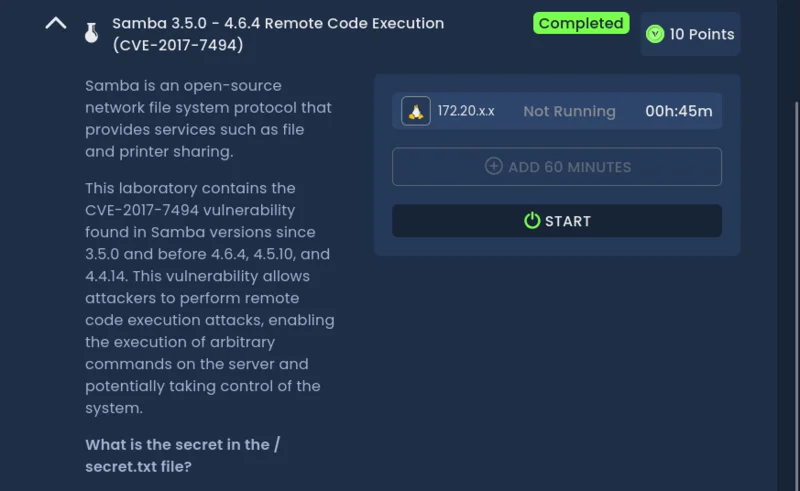 Samba 3.5.0 - 4.6.4 Remote Code Execution
(CVE-2017-7494)
Completed
10 Points
Samba is an open-source
network file system protocol that
provides services such as file
and printer sharing.
This laboratory contains the
CVE-2017-7494 vulnerability
found in Samba versions since
3.5.0 and before 4.6.4, 4.5.10, and
4.4.14. This vulnerability allows
attackers to perform remote
code execution attacks, enabling
the execution of arbitrary
commands on the server and
potentially taking control of the
system.
What is the secret in the /
secret.txt file?
172.20.x.x Not Running 00h:45m
ADD 60 MINUTES
START